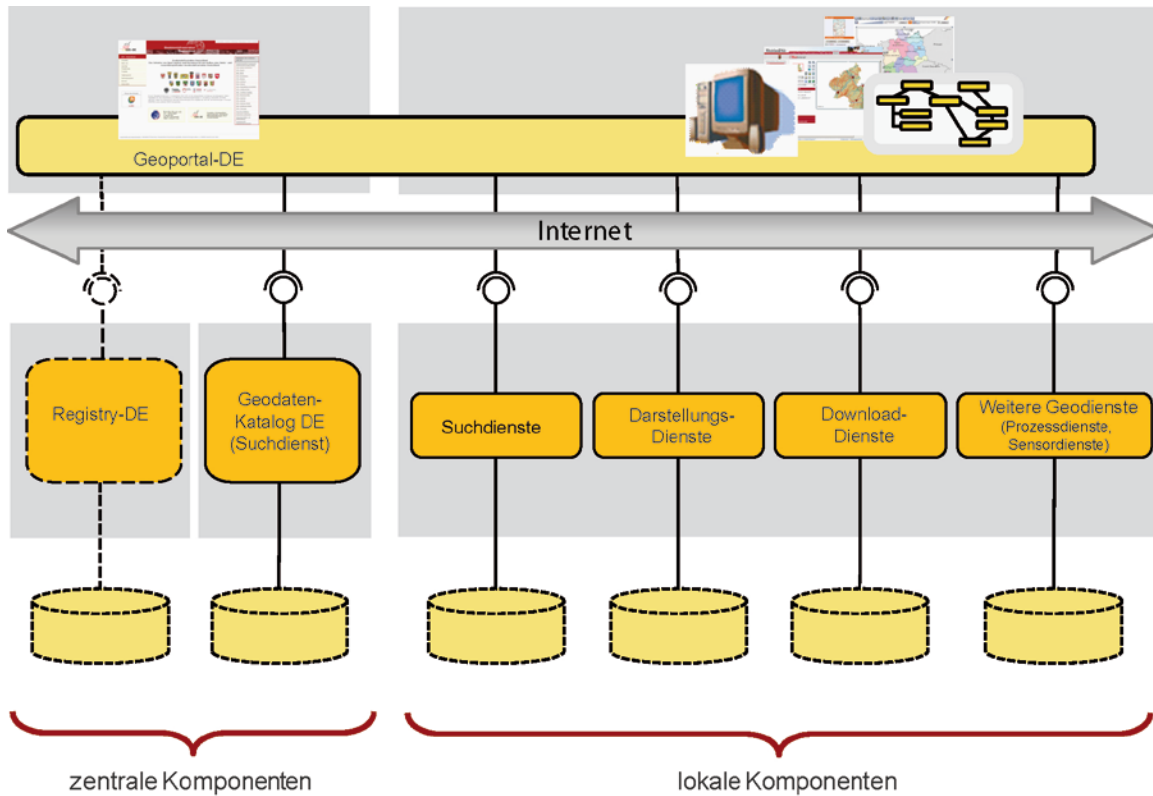 Geoportal-DE
Internet
Registry-DE
Geodaten-
Katalog DE
(Suchdienst)
Suchdienste
Darstellungs-
Dienste
Download-
Dienste
Weitere Geodienste
(Prozessdienste,
Sensordienste)
zentrale Komponenten
lokale Komponenten